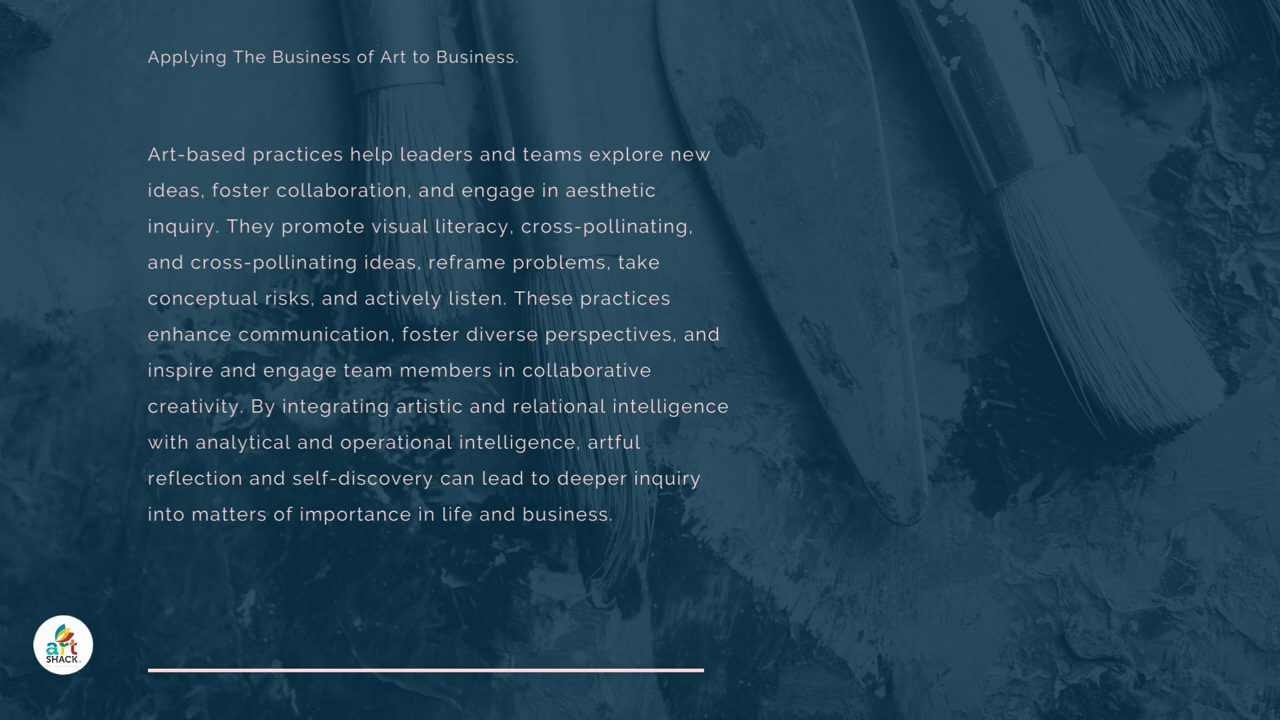 Applying The Business of Art to Business.
Art-based practices help leaders and teams explore new
ideas, foster collaboration, and engage in aesthetic
inquiry. They promote visual literacy, cross-pollinating,
and cross-pollinating ideas, reframe problems, take
conceptual risks, and actively listen. These practices
enhance communication, foster diverse perspectives, and
inspire and engage team members in collaborative
creativity. By integrating artistic and relational intelligence
with analytical and operational intelligence, artful
reflection and self-discovery can lead to deeper inquiry
into matters of importance in life and business.
art
SHACK